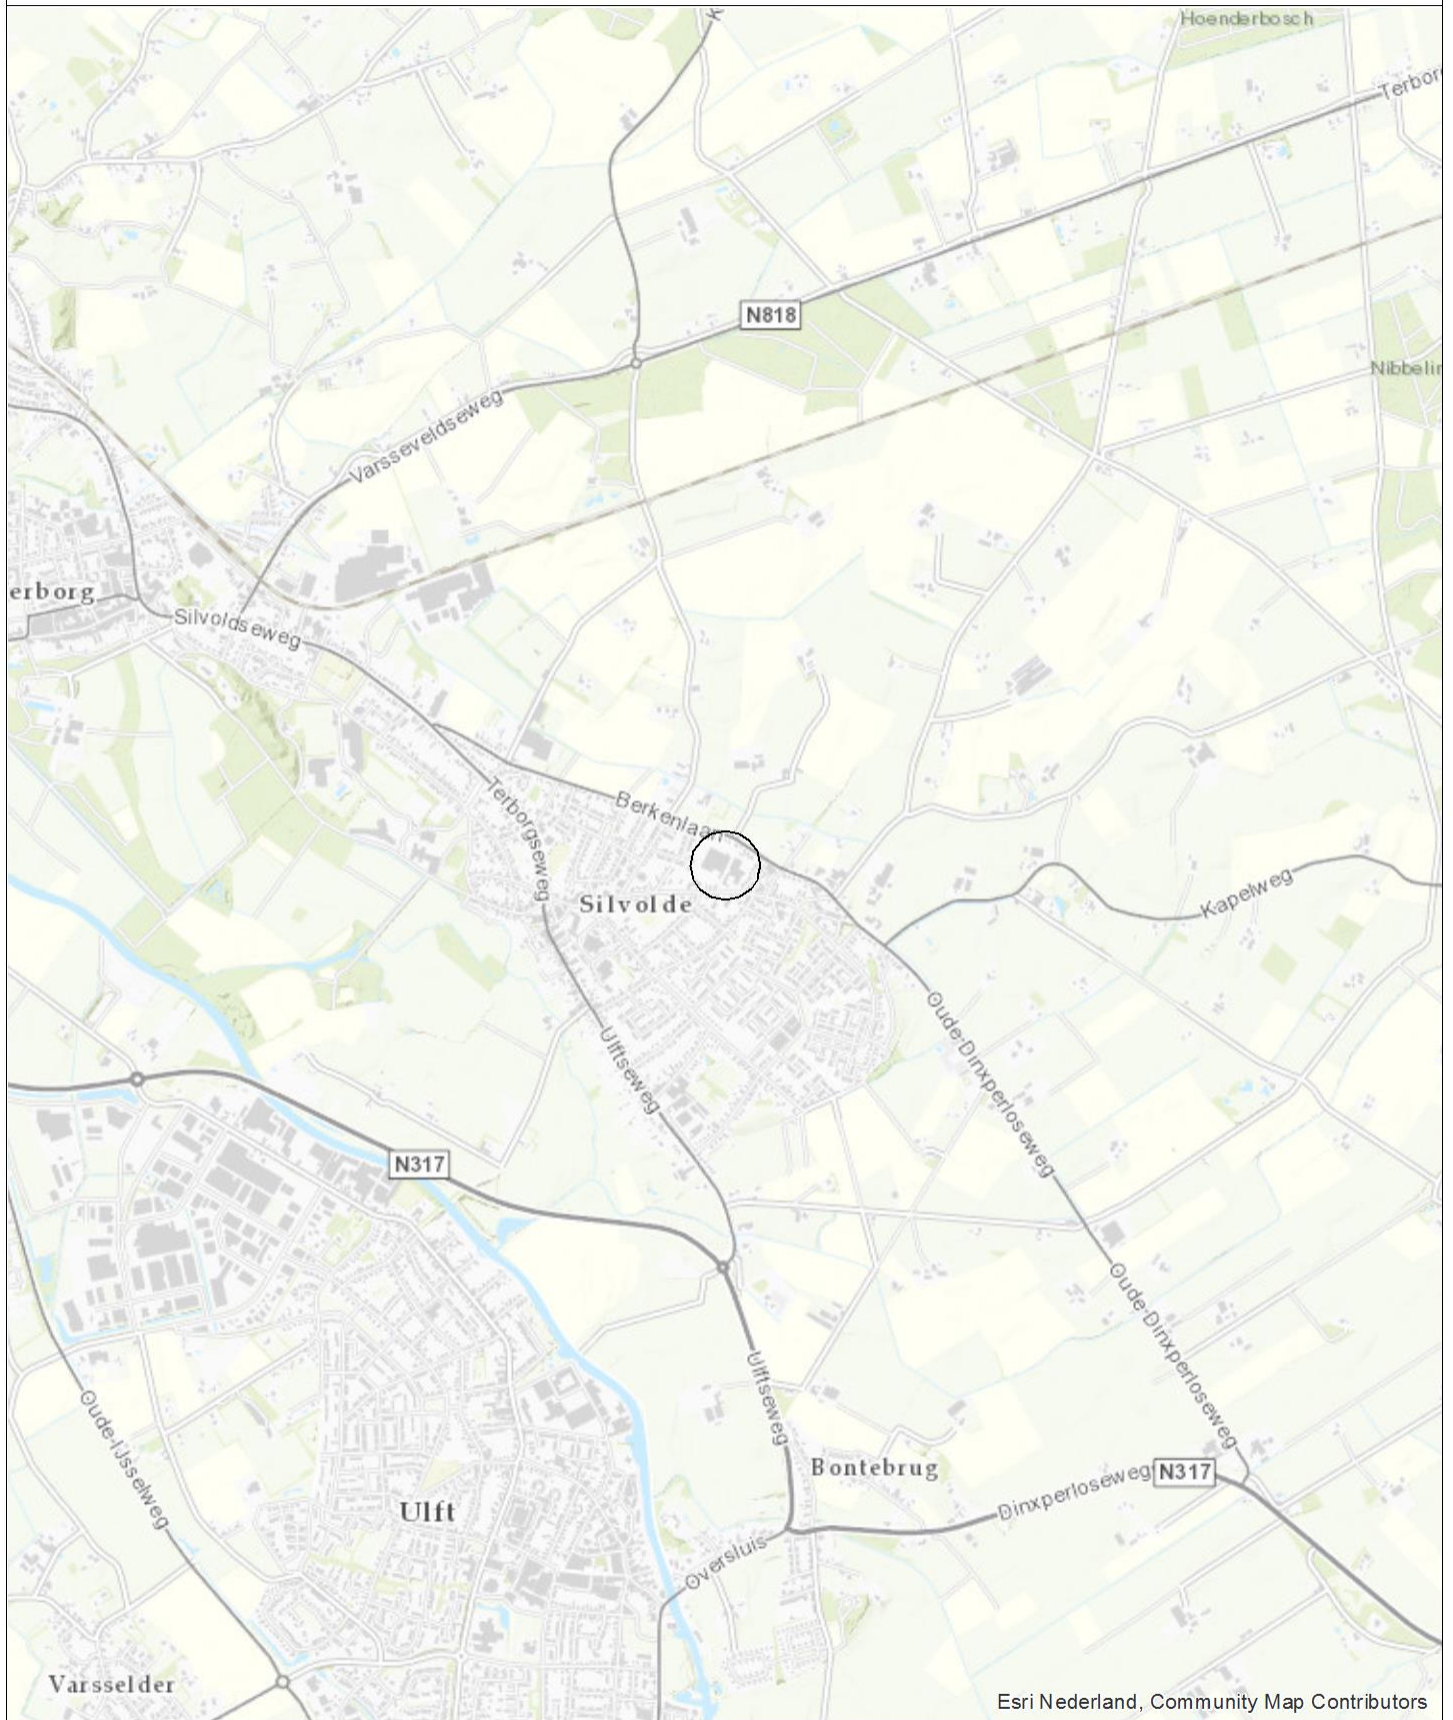 Hoenderbosch
Terbor
N818
Nibbelin
Varsseveldseweg
erborg
Silvoldseweg
Terborgseweg
Berkenlaan
Silvolde
Kapelweg
Oude-Dinxperloseweg
Ulftseweg
N317
Oude-Dinxperloseweg
Ulftseweg
Oude-IJsselweg
Bontebrug
Dinxperloseweg
N317
Ulft
Oversluis
Varsselder
Esri Nederland, Community Map Contributors